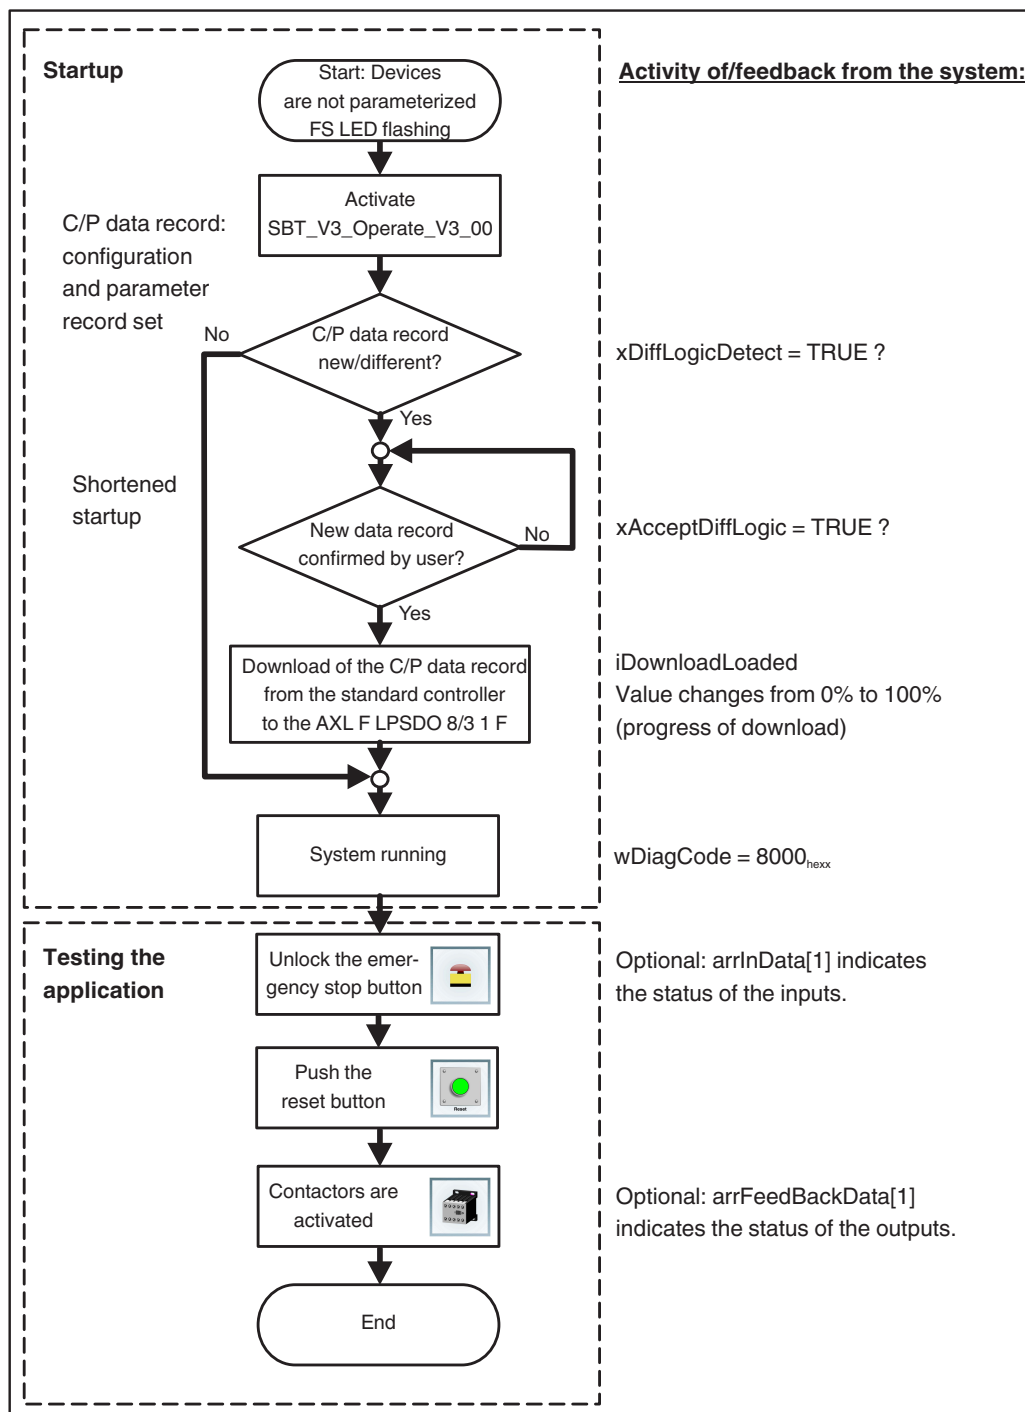 Startup
Activity of/feedback from the system:
Start: Devices
are not parameterized
FS LED flashing
Activate
SBT_V3_Operate_V3_00
C/P data record:
configuration
and parameter
record set
No
C/P data record
new/different?
xDiffLogicDetect = TRUE ?
Yes
Shortened
startup
New data record
confirmed by user?
No
xAcceptDiffLogic = TRUE ?
Yes
Download of the C/P data record
from the standard controller
to the AXL F LPSDO 8/3 1 F
iDownloadLoaded
Value changes from 0% to 100%
(progress of download)
System running
wDiagCode = 8000hexx
Testing the
application
Unlock the emer-
gency stop button
Optional: arrInData[1] indicates
the status of the inputs.
Push the
reset button
Reset
Contactors are
activated
Optional: arrFeedBackData[1]
indicates the status of the outputs.
End